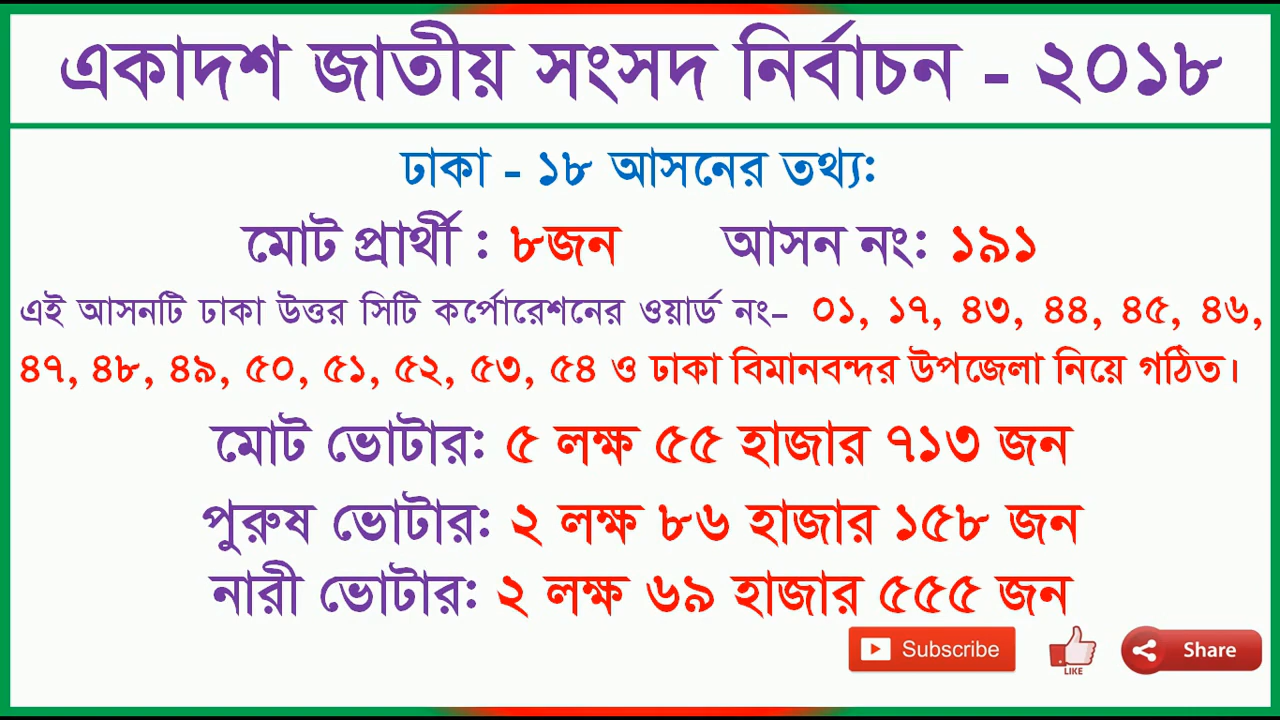 একাদশ জাতীয় সংসদ নির্বাচন - ২০১৮
ঢাকা - ১৮ আসনের তথ্য:
মোট প্রার্থী : ৮জন আসন নং: ১৯১
এই আসনটি ঢাকা উত্তর সিটি কর্পোরেশনের ওয়ার্ড নং– ০১, ১৭, ৪৩, ৪৪, ৪৫, ৪৬,
৪৭, ৪৮, ৪৯, ৫০, ৫১, ৫২, ৫৩, ৫৪ ও ঢাকা বিমানবন্দর উপজেলা নিয়ে গঠিত।
মোট ভোটার: ৫ লক্ষ ৫৫ হাজার ৭১৩ জন
পুরুষ ভোটার: ২ লক্ষ ৮৬ হাজার ১৫৮ জন
নারী ভোটার: ২ লক্ষ ৬৯ হাজার ৫৫৫ জন
Subscribe LIKE Share